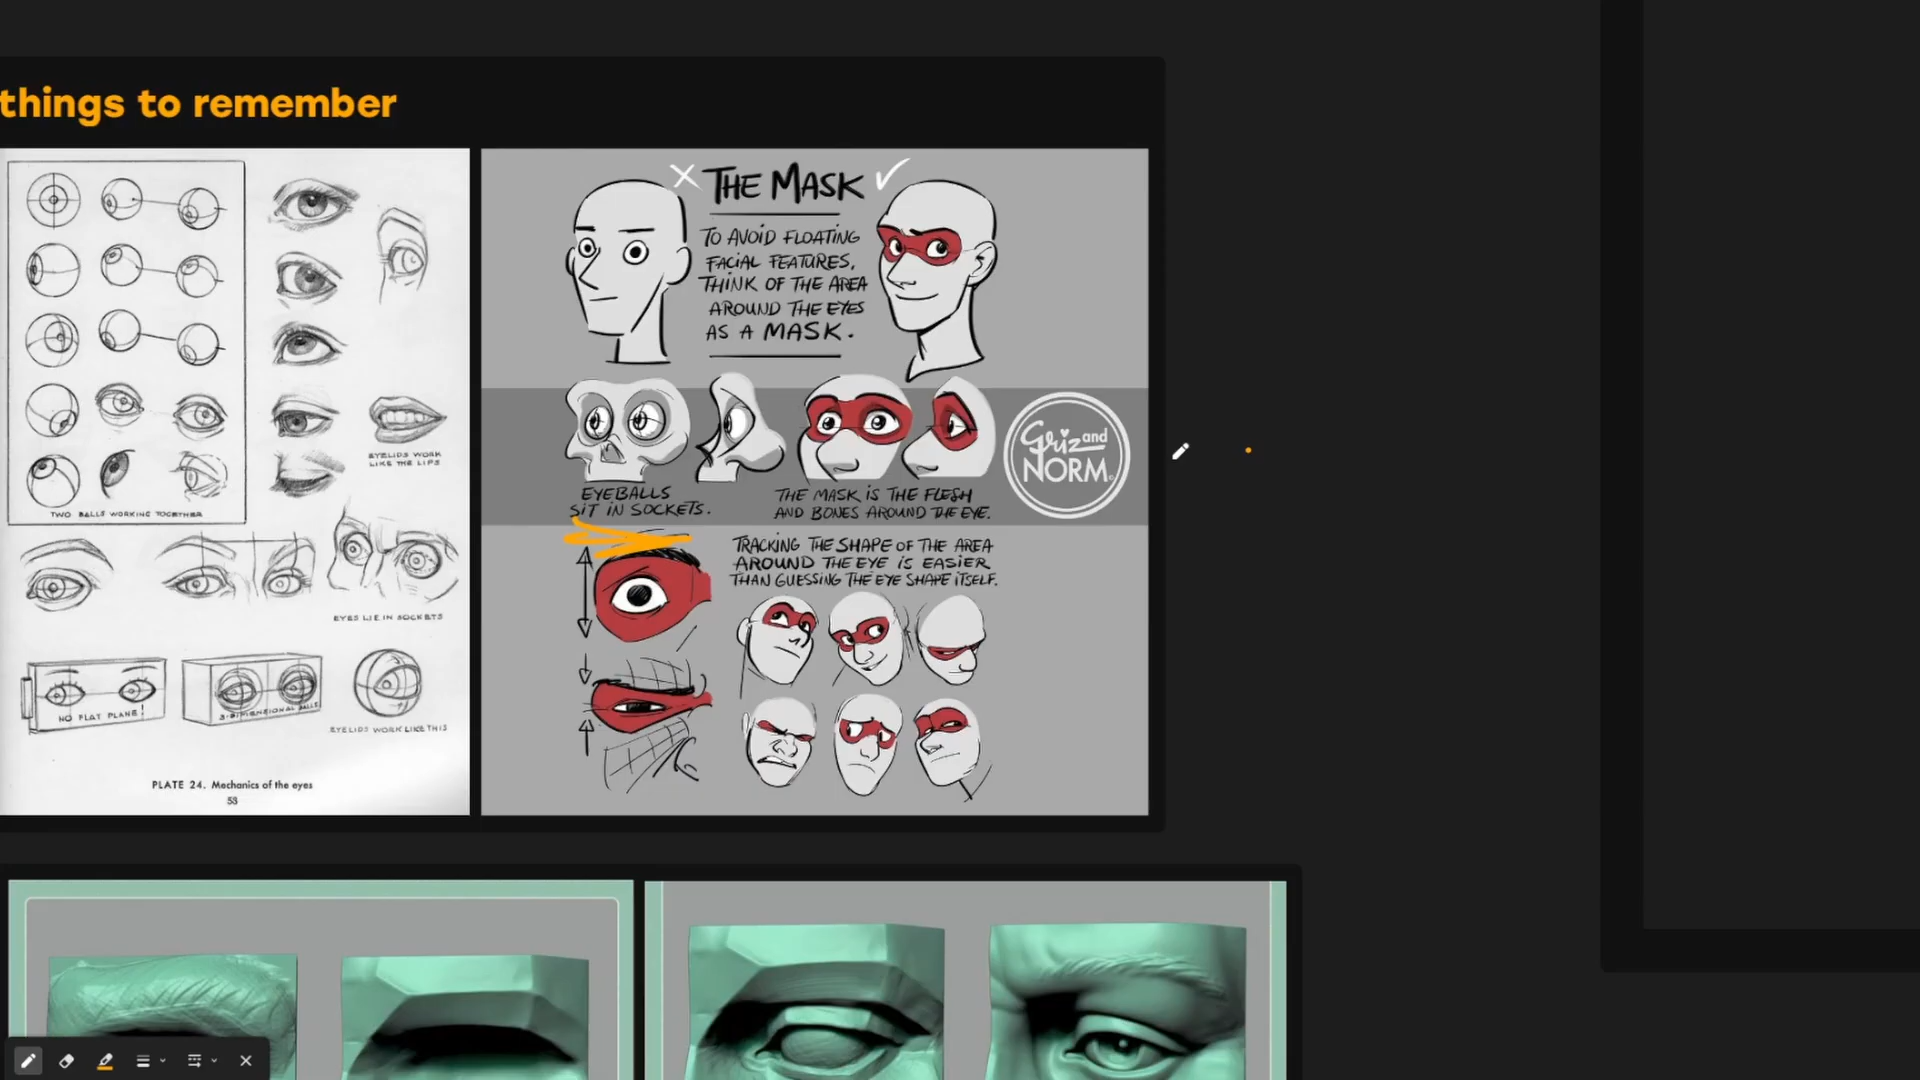 things to remember
TWO BALLS WORKING TOGETHER
EYELIDS WORK
LIKE THE LIPS
EYES LIE IN SOCKETS
NO FLAT PLANE!
3-DIMENSIONAL BALLS
EYELIDS WORK LIKE THIS
PLATE 24. Mechanics of the eyes
53
THE MASK
TO AVOID FLOATING
FACIAL FEATURES,
THINK OF THE AREA
AROUND THE EYES
AS A MASK.
EYEBALLS
SIT IN SOCKETS.
THE MASK IS THE FLESH
AND BONES AROUND THE EYE.
Griz and
NORM
TRACKING THE SHAPE OF THE AREA
AROUND THE EYE IS EASIER
THAN GUESSING THE EYE SHAPE ITSELF.